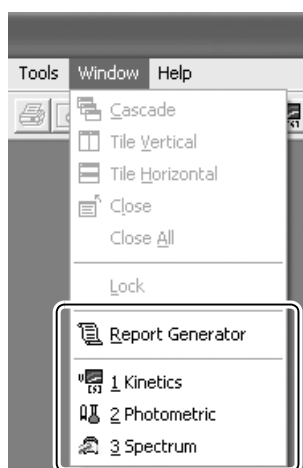 Tools Window Help
Cascade
Tile Vertical
Tile Horizontal
Close
Close All
Lock
Report Generator
1 Kinetics
2 Photometric
3 Spectrum